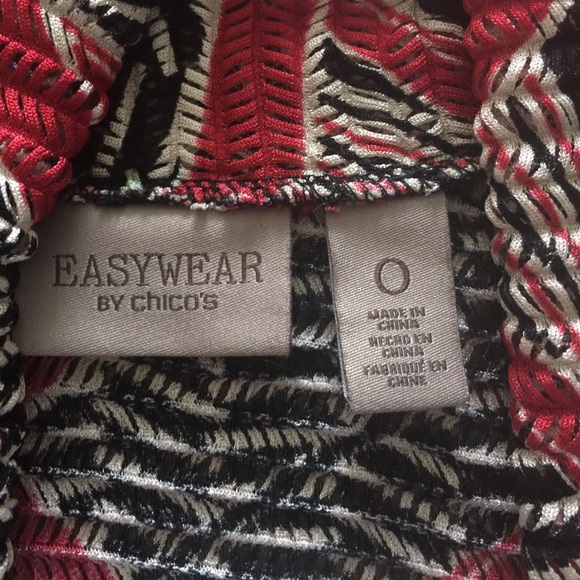 EASYWEAR
BY chico's
O
MADE IN
CHINA
HECHO EN
CHINA
FABRIQUÉ EN
CHINE